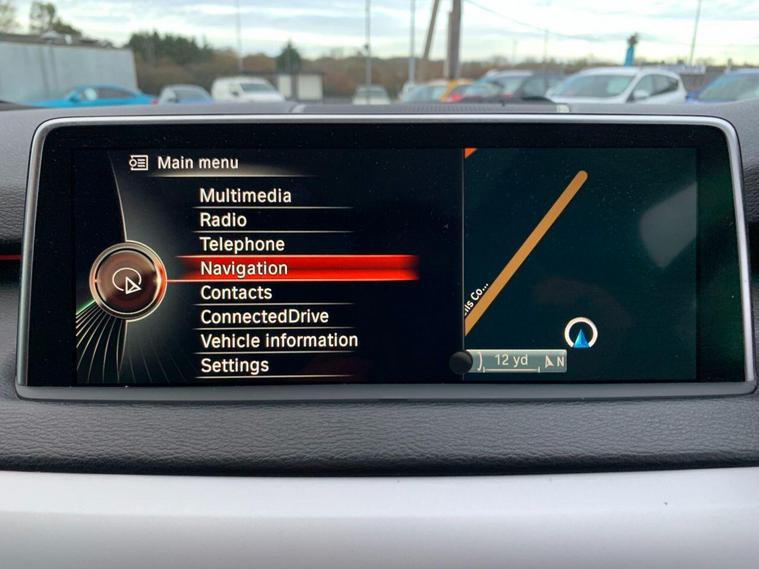 Main menu
Multimedia
Radio
Telephone
Navigation
Contacts
ConnectedDrive
Vehicle information
Settings
12 yd
N